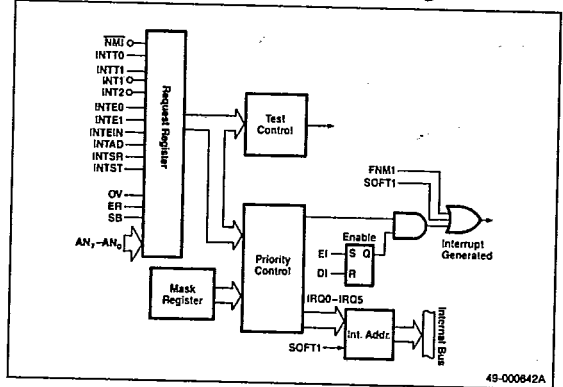 NMI
INTT0
INTT1
INT1
INT2
INTE0
INTE1
INTEIN
INTAD
INTSR
INTST
OV
ER
SB
AN7-AN0
Request Register
Test Control
FNM1
SOFT1
Interrupt Generated
Priority Control
Enable
EI
DI
S Q
R
Mask Register
IRQ0-IRQ5
Int. Addr.
SOFT1
Internal Bus
49-000642A